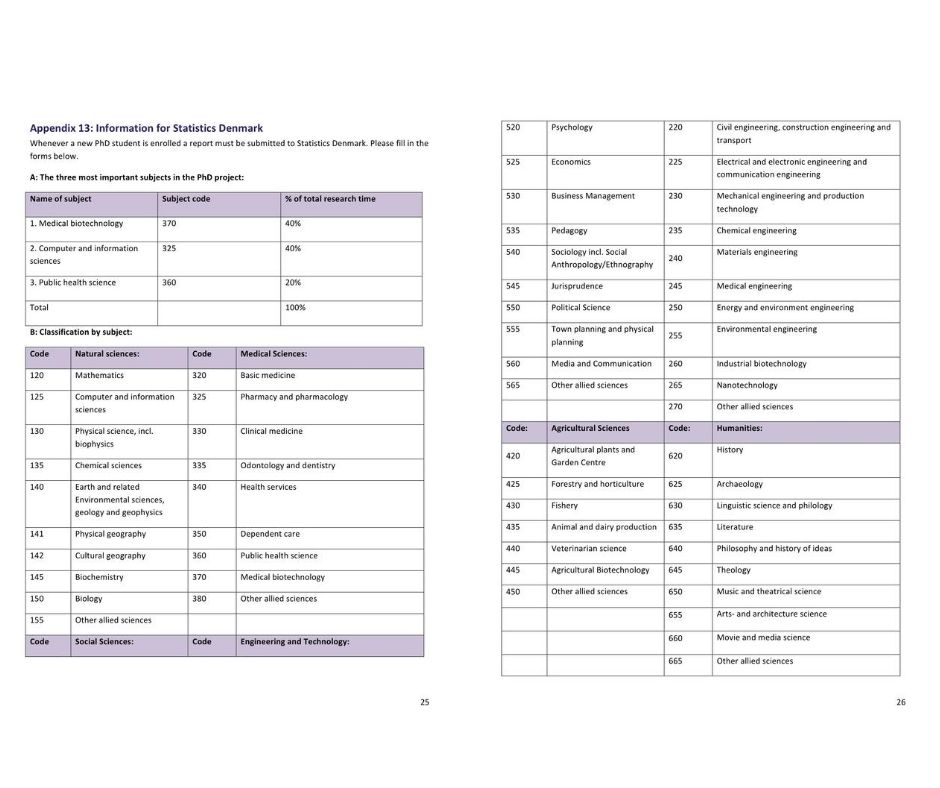 Appendix 13: Information for Statistics Denmark
Whenever a new PhD student is enrolled a report must be submitted to Statistics Denmark. Please fill in the
forms below.
A: The three most important subjects in the PhD project:
Name of subject Subject code % of total research time
1. Medical biotechnology 370 40%
2. Computer and information 325 40%
sciences
3. Public health science 360 20%
Total 100%
B: Classification by subject:
Code Natural sciences: Code Medical Sciences:
120 Mathematics 320 Basic medicine
125 Computer and information 325 Pharmacy and pharmacology
sciences
130 Physical science, incl. 330 Clinical medicine
biophysics
135 Chemical sciences 335 Odontology and dentistry
140 Earth and related 340 Health services
Environmental sciences,
geology and geophysics
141 Physical geography 350 Dependent care
142 Cultural geography 360 Public health science
145 Biochemistry 370 Medical biotechnology
150 Biology 380 Other allied sciences
155 Other allied sciences
Code Social Sciences: Code Engineering and Technology:
25
520 Psychology 220 Civil engineering, construction engineering and
transport
525 Economics 225 Electrical and electronic engineering and
communication engineering
530 Business Management 230 Mechanical engineering and production
technology
535 Pedagogy 235 Chemical engineering
540 Sociology incl. Social 240 Materials engineering
Anthropology/Ethnography
545 Jurisprudence 245 Medical engineering
550 Political Science 250 Energy and environment engineering
555 Town planning and physical 255 Environmental engineering
planning
560 Media and Communication 260 Industrial biotechnology
565 Other allied sciences 265 Nanotechnology
270 Other allied sciences
Code: Agricultural Sciences Code: Humanities:
420 Agricultural plants and 620 History
Garden Centre
425 Forestry and horticulture 625 Archaeology
430 Fishery 630 Linguistic science and philology
435 Animal and dairy production 635 Literature
440 Veterinarian science 640 Philosophy and history of ideas
445 Agricultural Biotechnology 645 Theology
450 Other allied sciences 650 Music and theatrical science
655 Arts- and architecture science
660 Movie and media science
665 Other allied sciences
26